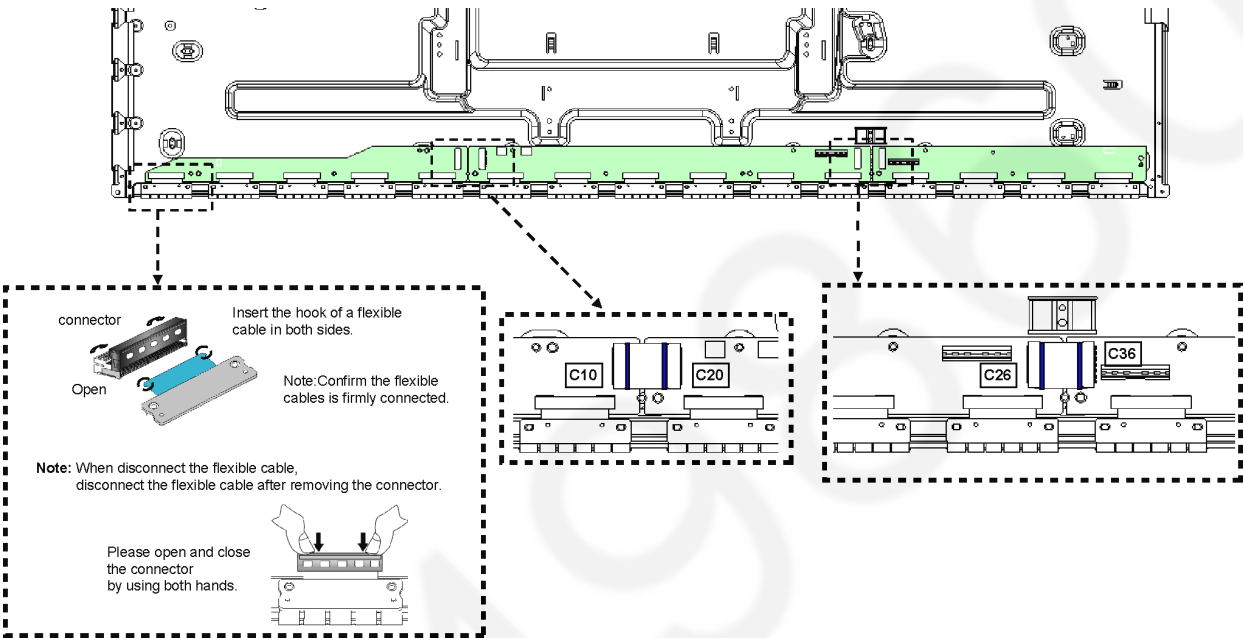 connector
Insert the hook of a flexible
cable in both sides.
Open
Note:Confirm the flexible
cables is firmly connected.
Note: When disconnect the flexible cable,
disconnect the flexible cable after removing the connector.
Please open and close
the connector
by using both hands.
C10
C20
C26
C36